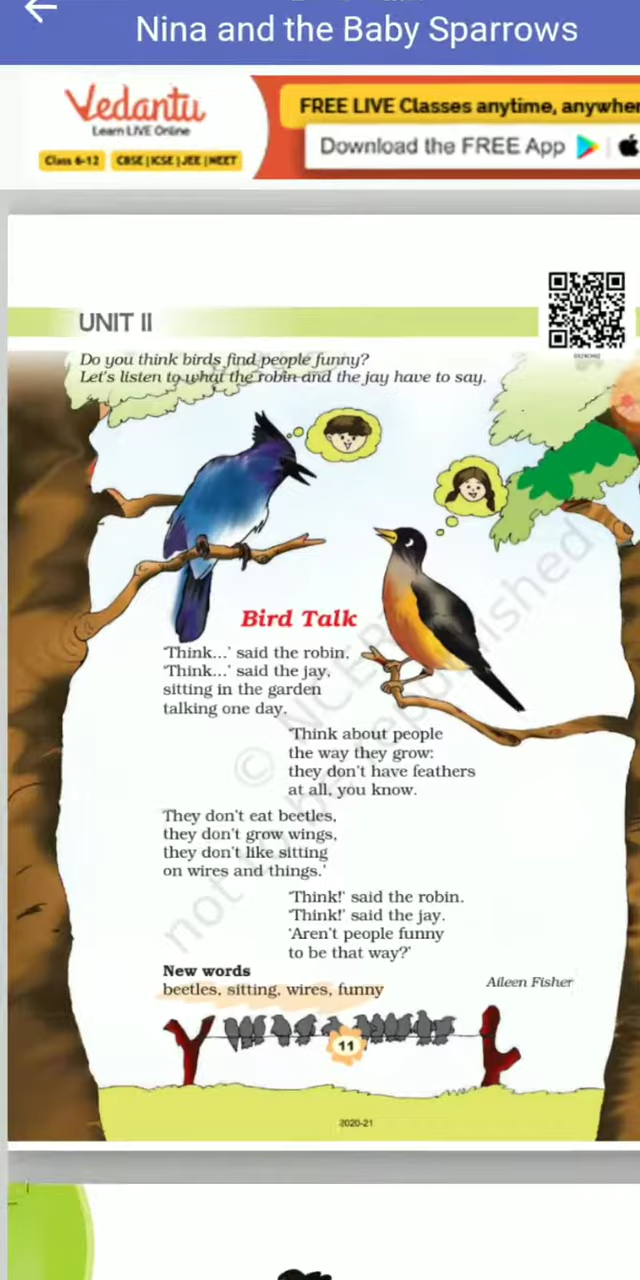 Nina and the Baby Sparrows
Vedantu
Learn LIVE Online
Class 6-12 CBSE | ICSE | JEE | NEET
FREE LIVE Classes anytime, anywher
Download the FREE App
UNIT II
Do you think birds find people funny?
Let's listen to what the robin and the jay have to say.
Bird Talk
'Think...' said the robin,
'Think...' said the jay,
sitting in the garden
talking one day.
'Think about people
the way they grow:
they don't have feathers
at all, you know.
They don't eat beetles,
they don't grow wings,
they don't like sitting
on wires and things.'
'Think!' said the robin.
'Think!' said the jay.
'Aren't people funny
to be that way?'
Aileen Fisher
New words
beetles, sitting, wires, funny
11
2020-21
© NCERT
not to be republished